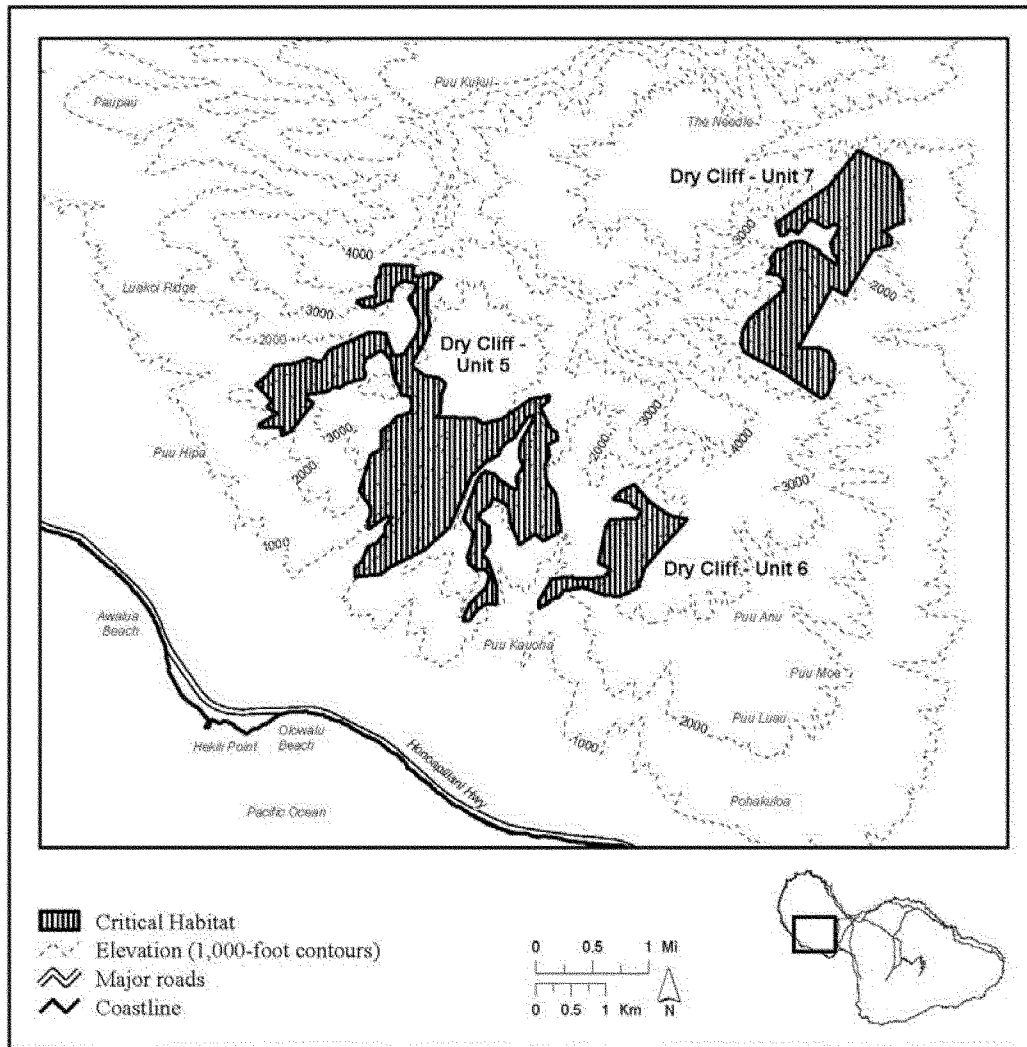 Puu Kukui
Paupau
The Needle
Dry Cliff - Unit 7
3000
4000
Luakoi Ridge
3000
2000
2000
Dry Cliff -
Unit 5
3000
3000
2000
4000
Puu Hipa
2000
3000
1000
Dry Cliff - Unit 6
Awalua
Beach
Puu Anu
Puu Kauoha
Puu Moe
Puu Luau
2000
1000
Hekili Point
Olowalu
Beach
Honoapiilani Hwy
Pohakuloa
Pacific Ocean
Critical Habitat
Elevation (1,000-foot contours)
Major roads
Coastline
0 0.5 1 Mi
0 0.5 1 Km
N